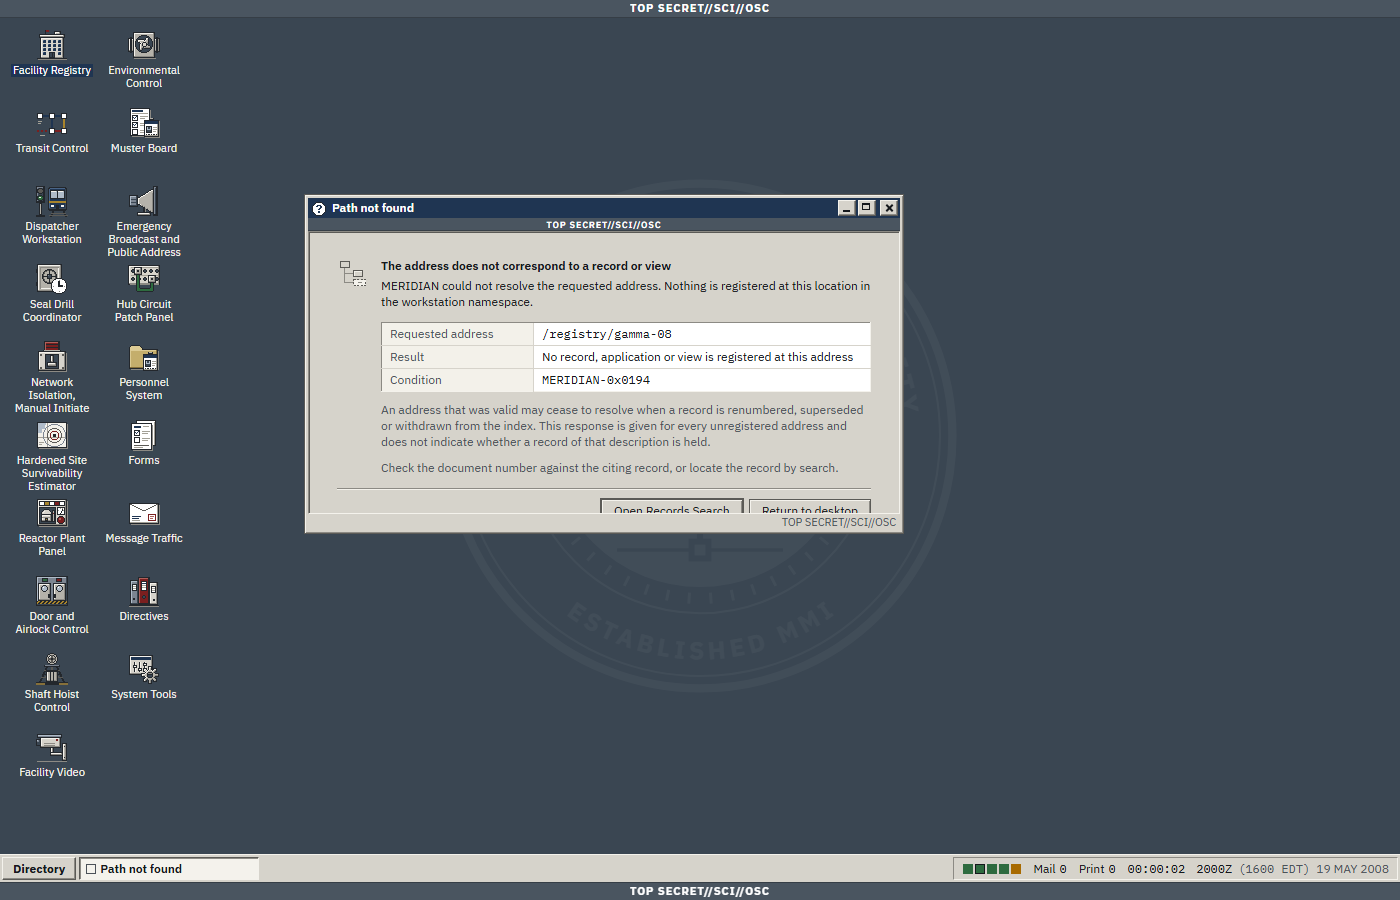 TOP SECRET//SCI//OSC
Facility Registry
Environmental
Control
Transit Control
Muster Board
Dispatcher
Workstation
Emergency
Broadcast and
Public Address
Seal Drill
Coordinator
Hub Circuit
Patch Panel
Network
Isolation,
Manual Initiate
Personnel
System
Hardened Site
Survivability
Estimator
Forms
Reactor Plant
Panel
Message Traffic
Door and
Airlock Control
Directives
Shaft Hoist
Control
System Tools
Facility Video
Path not found
TOP SECRET//SCI//OSC
The address does not correspond to a record or view
MERIDIAN could not resolve the requested address. Nothing is registered at this location in
the workstation namespace.
Requested address /registry/gamma-08
Result No record, application or view is registered at this address
Condition MERIDIAN-0x0194
An address that was valid may cease to resolve when a record is renumbered, superseded
or withdrawn from the index. This response is given for every unregistered address and
does not indicate whether a record of that description is held.
Check the document number against the citing record, or locate the record by search.
Open Records Search Return to desktop
TOP SECRET//SCI//OSC
ESTABLISHED MMI
Directory Path not found Mail 0 Print 0 00:00:02 2000Z (1600 EDT) 19 MAY 2008
TOP SECRET//SCI//OSC